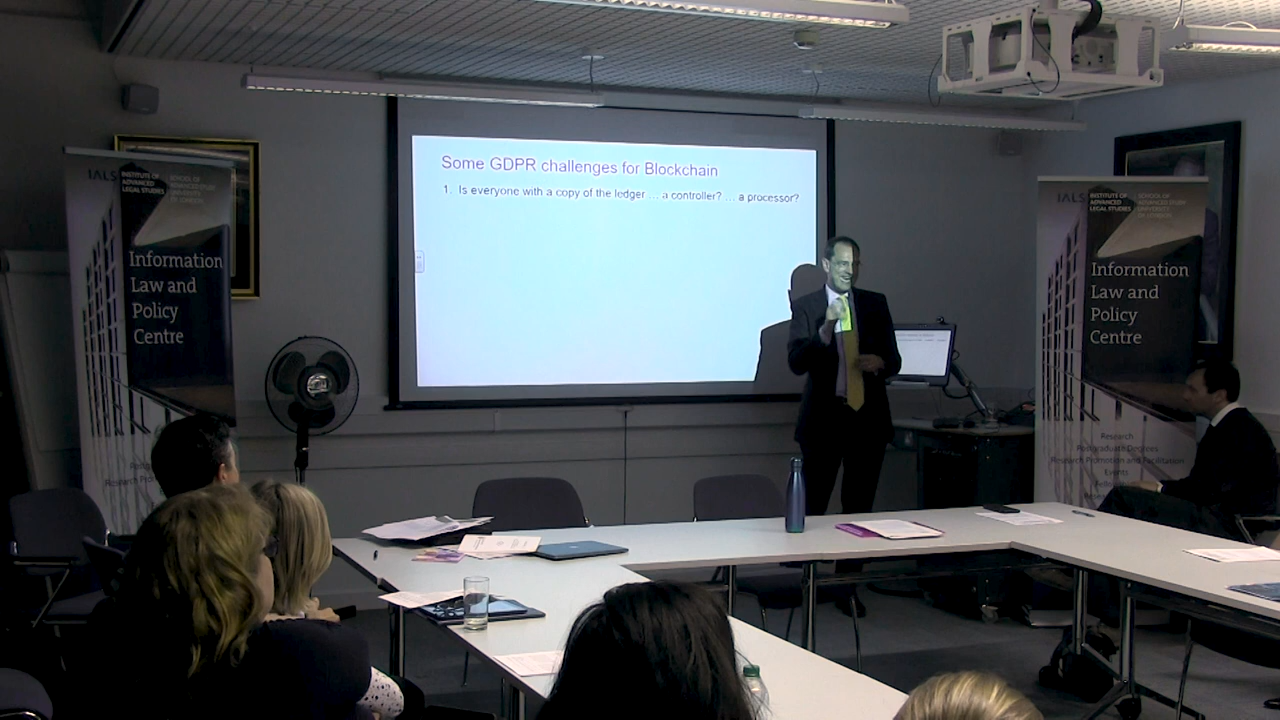 Some GDPR challenges for Blockchain
1. Is everyone with a copy of the ledger ... a controller? ... a processor?
IALS
INSTITUTE OF
ADVANCED
LEGAL STUDIES
SCHOOL OF
ADVANCED STUDY
UNIVERSITY
OF LONDON
Information
Law and
Policy
Centre
IALS
INSTITUTE OF
ADVANCED
LEGAL STUDIES
SCHOOL OF
ADVANCED STUDY
UNIVERSITY
OF LONDON
Information
Law and
Policy
Centre
Research
Postgraduate Degrees
Research Promotion and Facilitation
Events